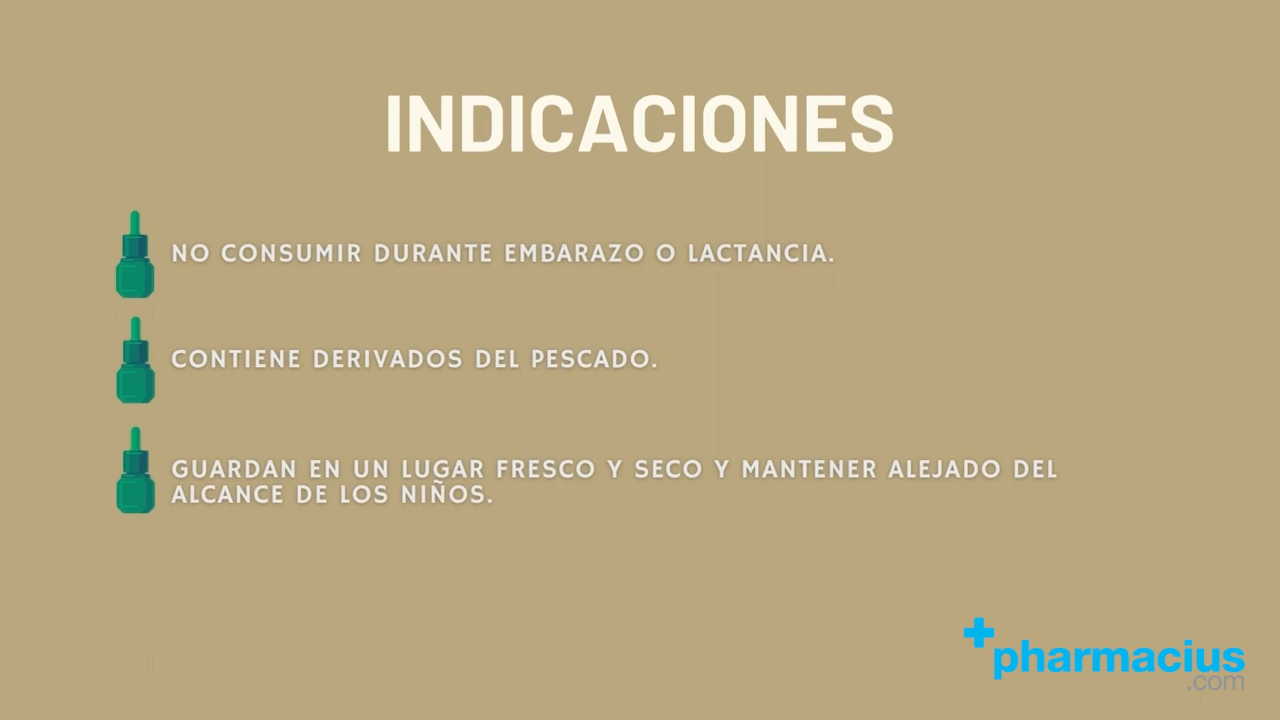 INDICACIONES
NO CONSUMIR DURANTE EMBARAZO O LACTANCIA.
CONTIENE DERIVADOS DEL PESCADO.
GUARDAN EN UN LUGAR FRESCO Y SECO Y MANTENER ALEJADO DEL
ALCANCE DE LOS NIÑOS.
pharmacius
.com